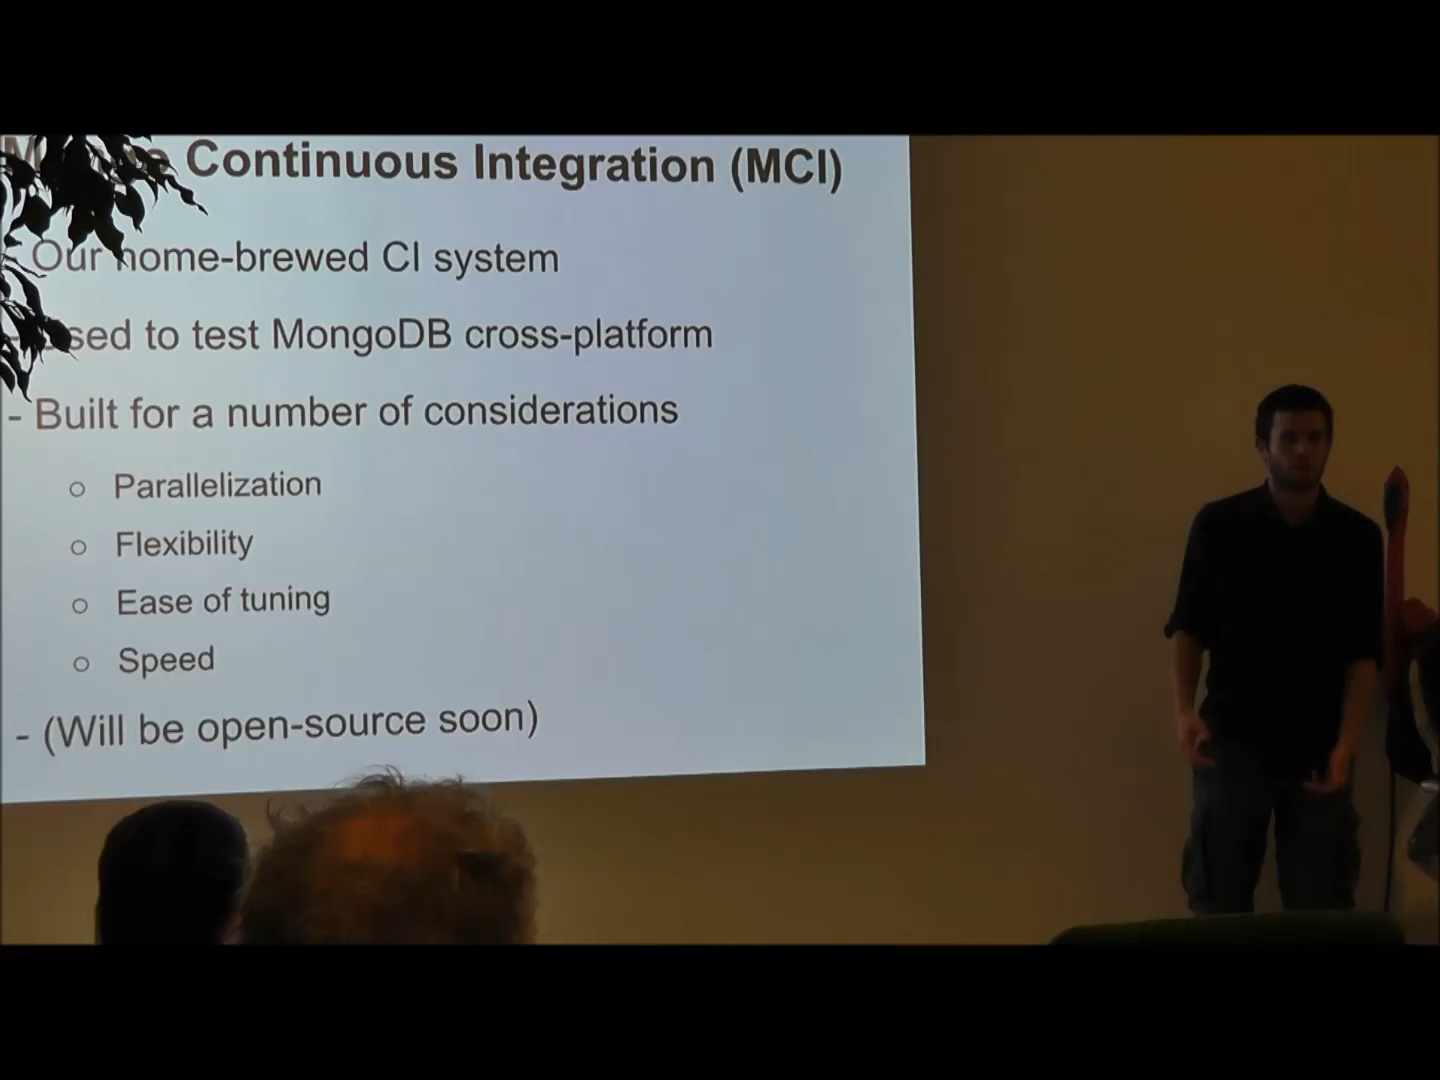 Continuous Integration (MCI)
- Our home-brewed CI system
to test MongoDB cross-platform
- Built for a number of considerations
○ Parallelization
○ Flexibility
○ Ease of tuning
○ Speed
- (Will be open-source soon)